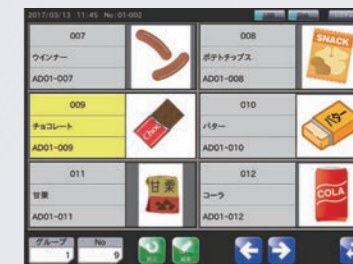 2017/03/13 11:45 No.01-002
007
ウインナー
AD01-007
008
ポテトチップス
AD01-008
SNACK
009
チョコレート
AD01-009
Choc
010
バター
AD01-010
バター
011
甘栗
AD01-011
甘栗
012
コーラ
AD01-012
COLA
グループ
1
No
9